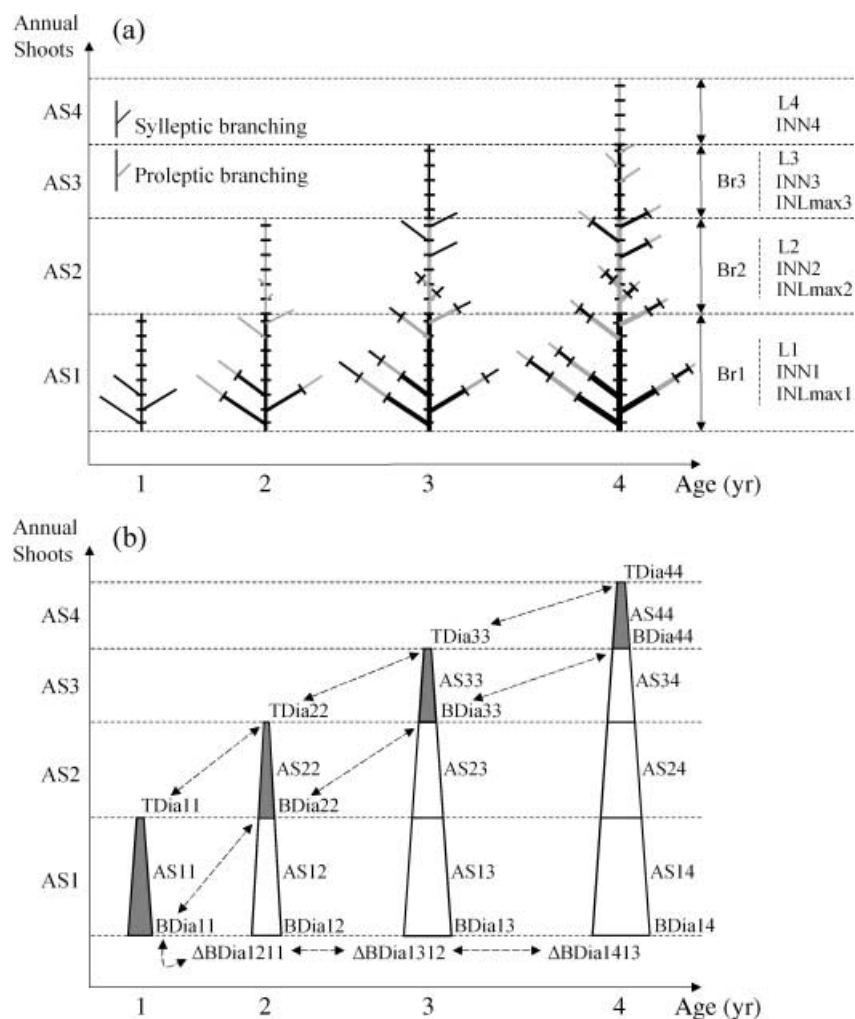 Annual
Shoots
(a)
AS4
Sylleptic branching
L4
INN4
AS3
Proleptic branching
Br3
L3
INN3
INLmax3
AS2
Br2
L2
INN2
INLmax2
AS1
Br1
L1
INN1
INLmax1
1 2 3 4 Age (yr)
Annual
Shoots
(b)
TDia44
AS4
TDia33
AS44
BDia44
AS3
TDia22
AS33
BDia33
AS34
AS2
TDia11
AS22
BDia22
AS23
AS24
AS1
AS11
AS12
AS13
AS14
BDia11
BDia12
BDia13
BDia14
ΔBDia1211
ΔBDia1312
ΔBDia1413
1 2 3 4 Age (yr)